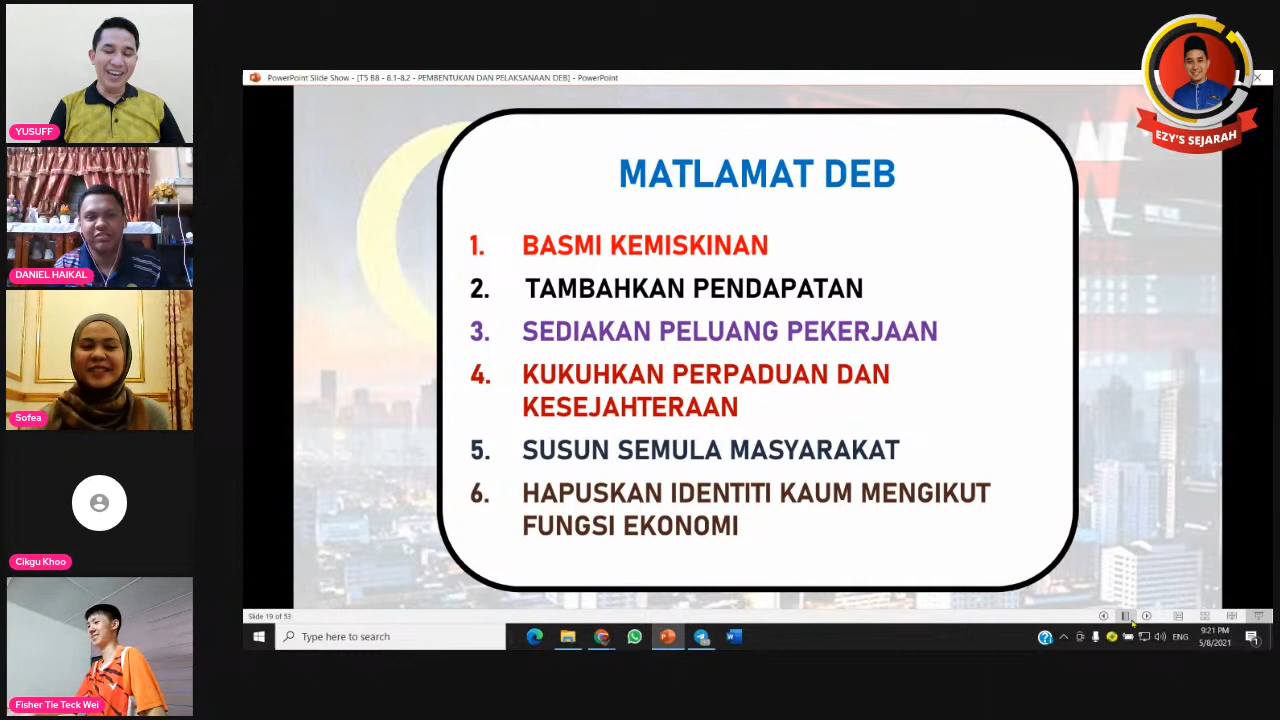 YUSUFF
DANIEL HAIKAL
Sofea
Cikgu Khoo
Fisher Tie Teck Wei
PowerPoint Slide Show - [T5 B8 - 8.1-8.2 - PEMBENTUKAN DAN PELAKSANAAN DEB] - PowerPoint
EZY'S SEJARAH
MATLAMAT DEB
1. BASMI KEMISKINAN
2. TAMBAHKAN PENDAPATAN
3. SEDIAKAN PELUANG PEKERJAAN
4. KUKUHKAN PERPADUAN DAN
KESEJAHTERAAN
5. SUSUN SEMULA MASYARAKAT
6. HAPUSKAN IDENTITI KAUM MENGIKUT
FUNGSI EKONOMI
Slide 19 of 53
Type here to search
ENG
9:21 PM
5/8/2021